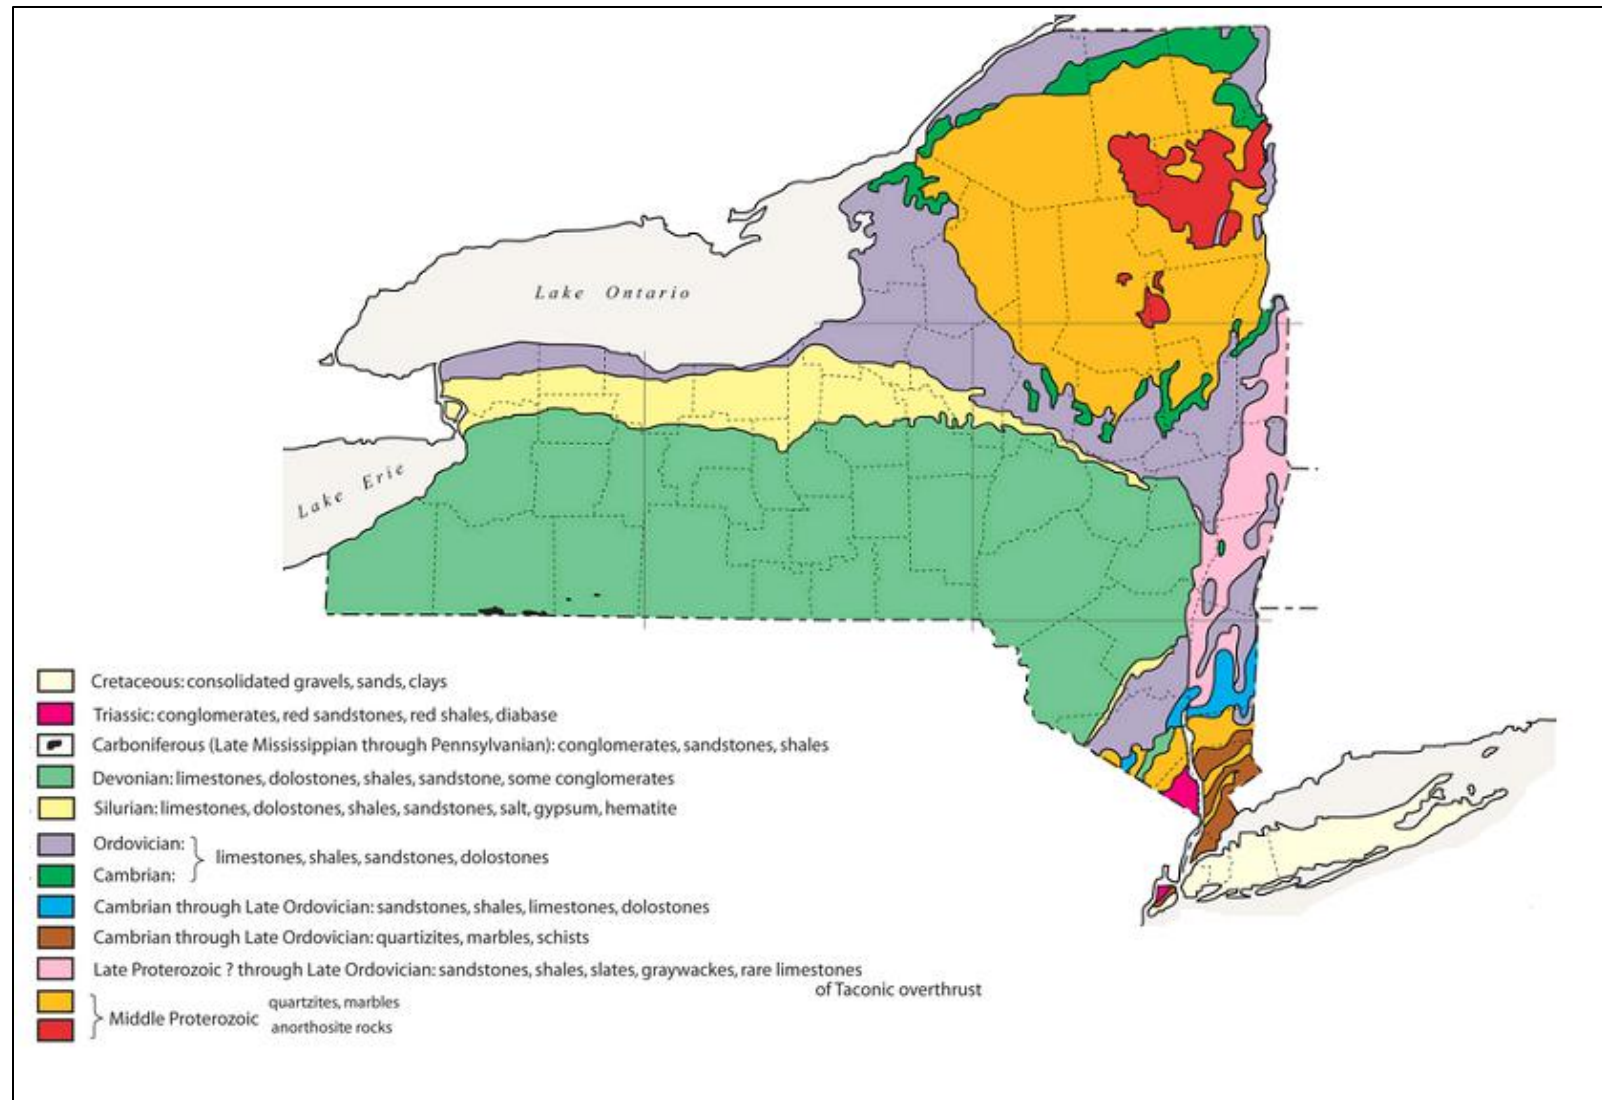 Lake Ontario
Lake Erie
Cretaceous: consolidated gravels, sands, clays
Triassic: conglomerates, red sandstones, red shales, diabase
Carboniferous (Late Mississippian through Pennsylvanian): conglomerates, sandstones, shales
Devonian: limestones, dolostones, shales, sandstone, some conglomerates
Silurian: limestones, dolostones, shales, sandstones, salt, gypsum, hematite
Ordovician:
limestones, shales, sandstones, dolostones
Cambrian:
Cambrian through Late Ordovician: sandstones, shales, limestones, dolostones
Cambrian through Late Ordovician: quartizites, marbles, schists
Late Proterozoic ? through Late Ordovician: sandstones, shales, slates, graywackes, rare limestones
of Taconic overthrust
quartzites, marbles
Middle Proterozoic
anorthosite rocks